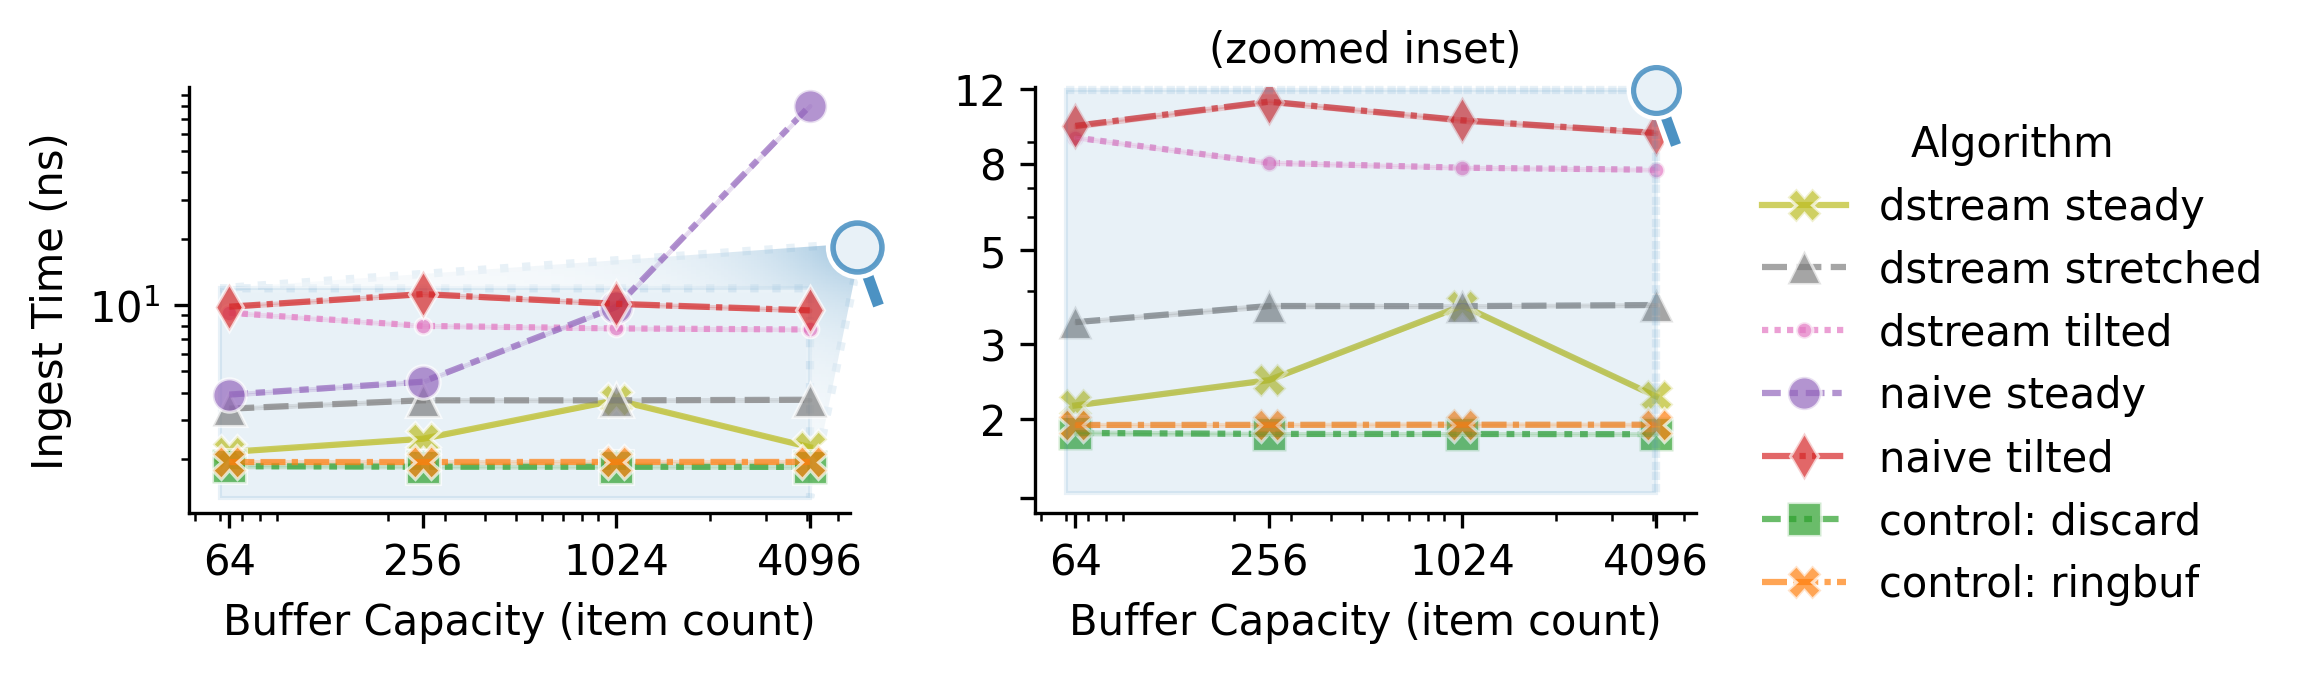 (zoomed inset)
Ingest Time (ns)
10¹
64 256 1024 4096
Buffer Capacity (item count)
12
8
5
3
2
64 256 1024 4096
Buffer Capacity (item count)
Algorithm
dstream steady
dstream stretched
dstream tilted
naive steady
naive tilted
control: discard
control: ringbuf